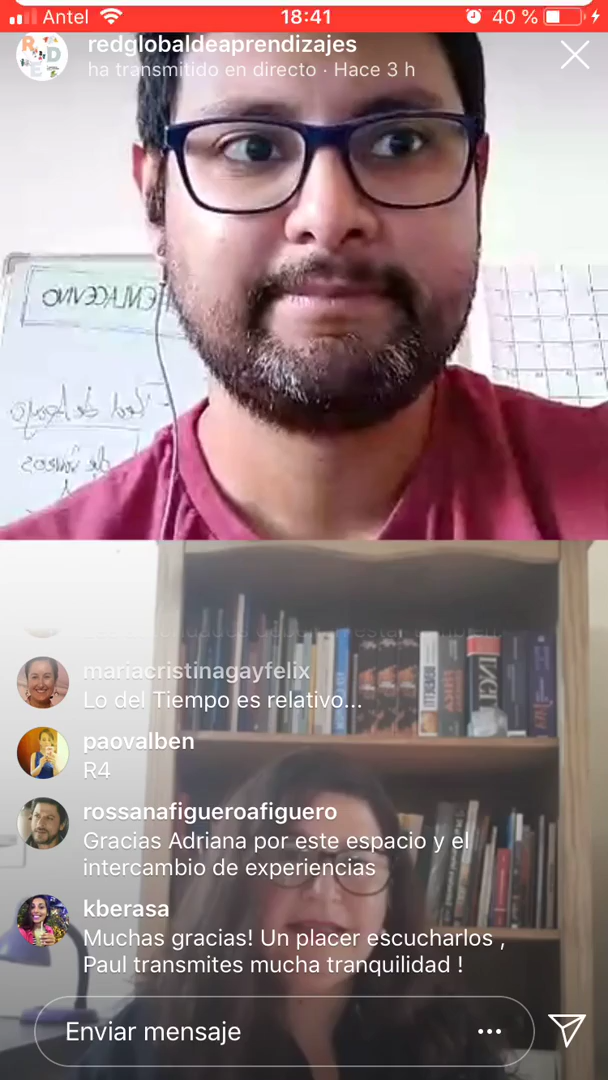 Antel
18:41
40 %
redglobaldeaprendizajes
ha transmitido en directo · Hace 3 h
ENLACEVINO
mariacristinagayfelix
Lo del Tiempo es relativo...
paovalben
R4
rossanafigueroafiguero
Gracias Adriana por este espacio y el
intercambio de experiencias
kberasa
Muchas gracias! Un placer escucharlos ,
Paul transmites mucha tranquilidad !
Enviar mensaje